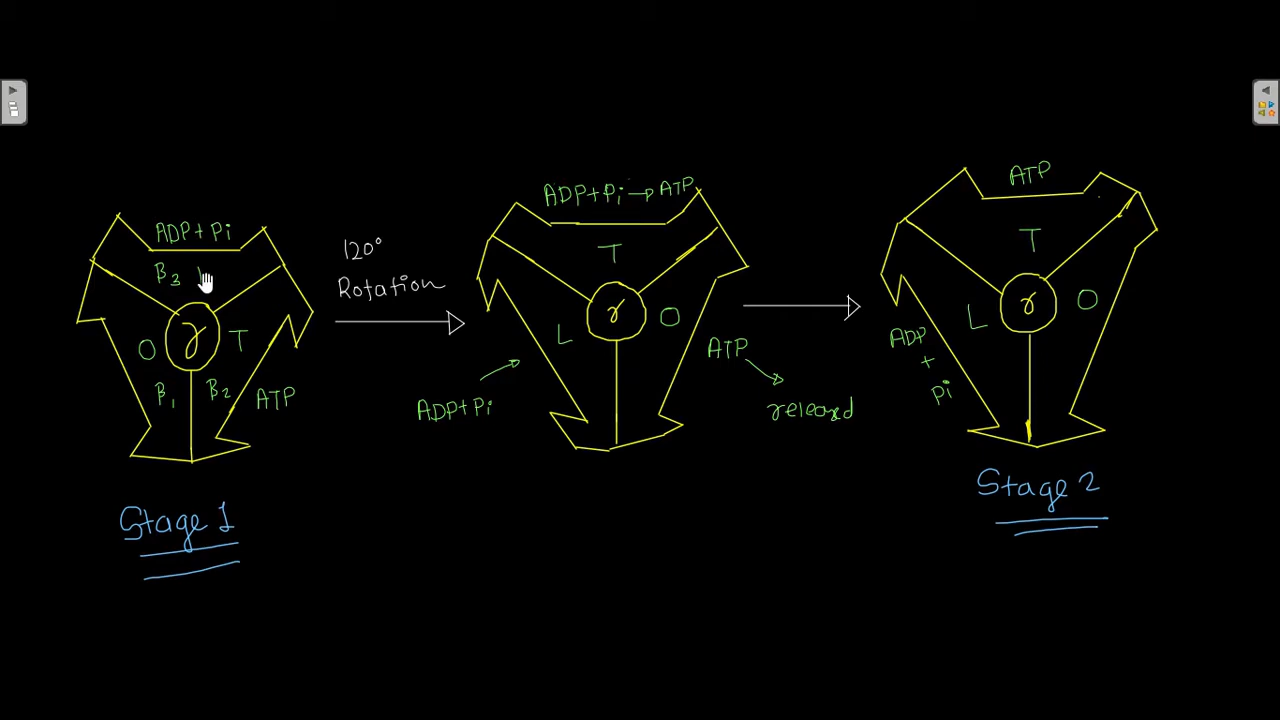 ADP+Pi
β3
O
γ
T
β1
β2
ATP
Stage 1
120°
Rotation
ADP+Pi → ATP
T
γ
L
O
ADP+Pi
ATP
released
ATP
T
γ
L
O
ADP
+
Pi
Stage 2